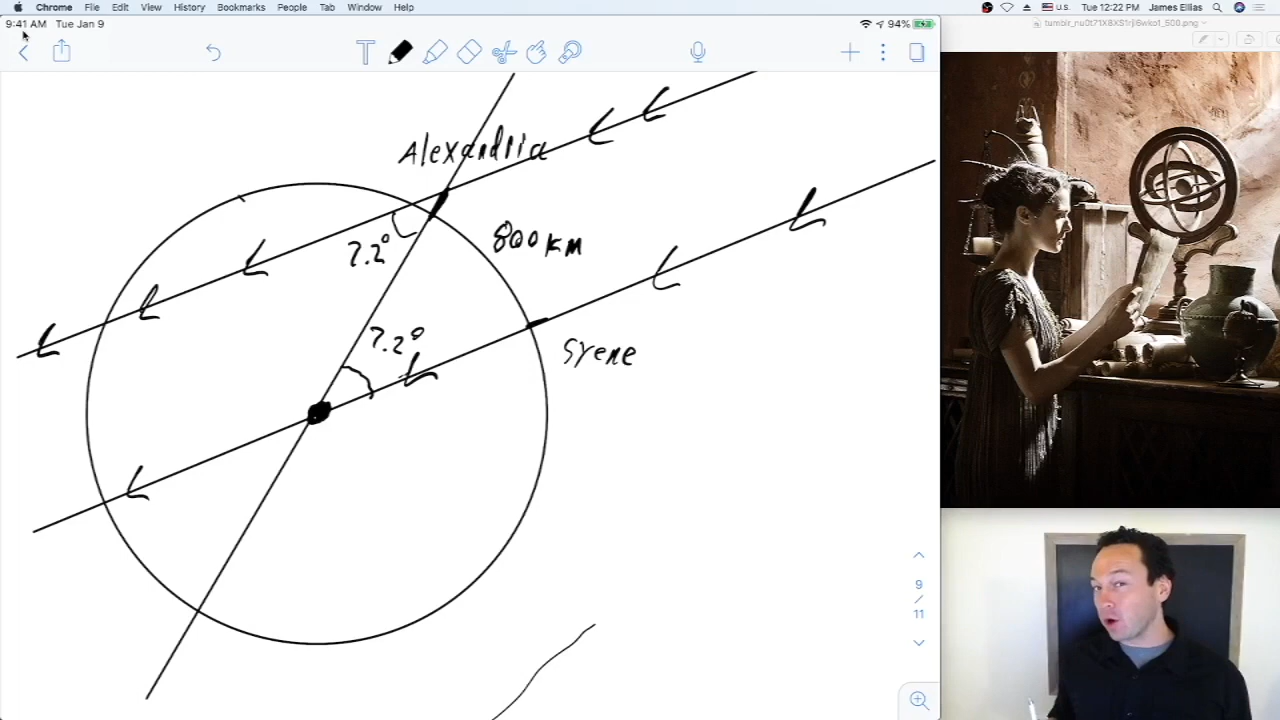 Chrome File Edit View History Bookmarks People Tab Window Help
U.S. Tue 12:22 PM James Ellias
9:41 AM Tue Jan 9
94%
T
Alexandria
800 km
7.2°
7.2°
Syene
9
/
11